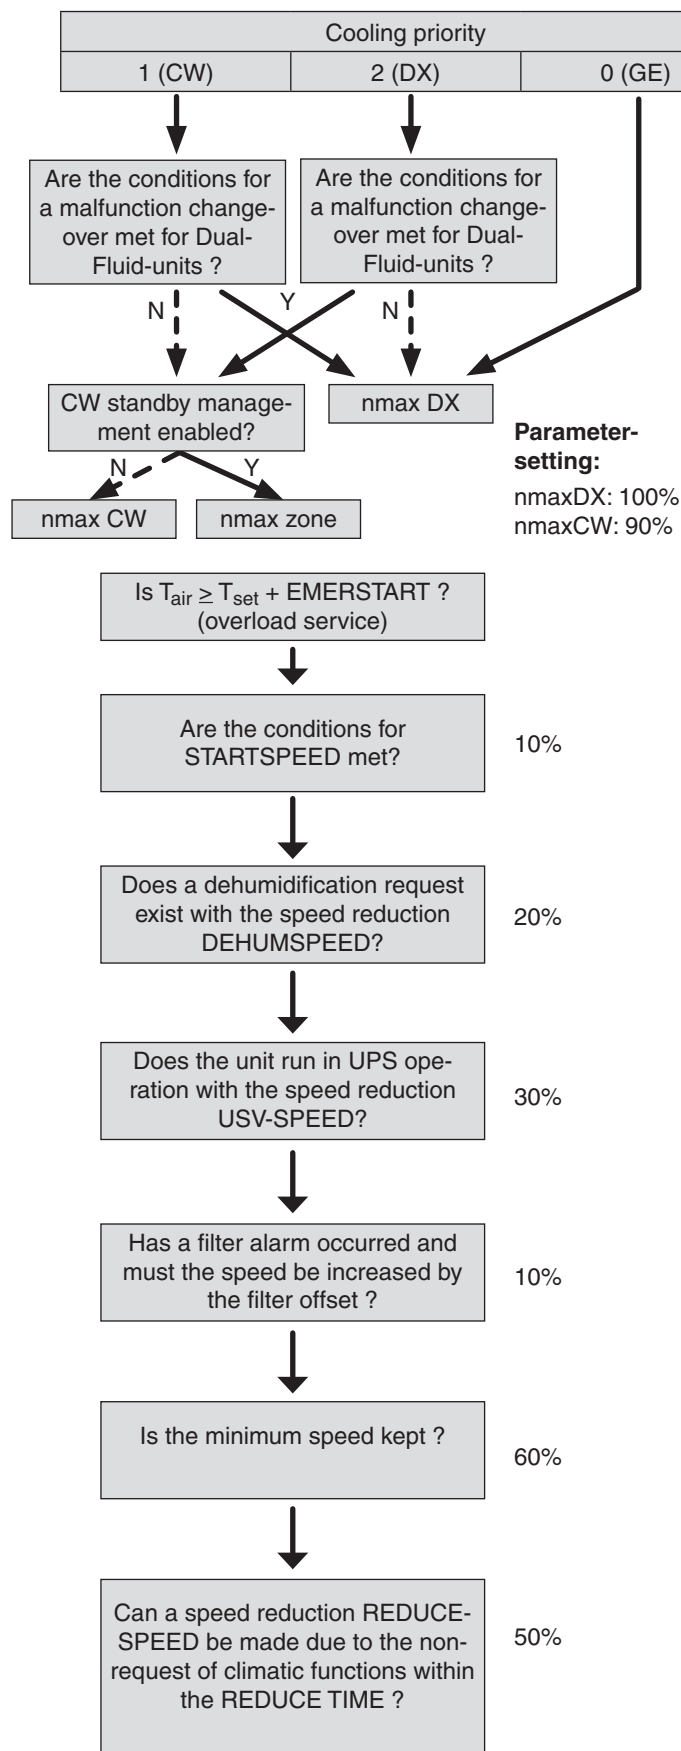 Cooling priority
1 (CW)
2 (DX)
0 (GE)
Are the conditions for
a malfunction change-
over met for Dual-
Fluid-units ?
Are the conditions for
a malfunction change-
over met for Dual-
Fluid-units ?
N
Y
N
CW standby manage-
ment enabled?
nmax DX
N
Y
nmax CW
nmax zone
Parameter-
setting:
nmaxDX: 100%
nmaxCW: 90%
Is Tair ≥ Tset + EMERSTART ?
(overload service)
Are the conditions for
STARTSPEED met?
10%
Does a dehumidification request
exist with the speed reduction
DEHUMSPEED?
20%
Does the unit run in UPS ope-
ration with the speed reduction
USV-SPEED?
30%
Has a filter alarm occurred and
must the speed be increased by
the filter offset ?
10%
Is the minimum speed kept ?
60%
Can a speed reduction REDUCE-
SPEED be made due to the non-
request of climatic functions within
the REDUCE TIME ?
50%